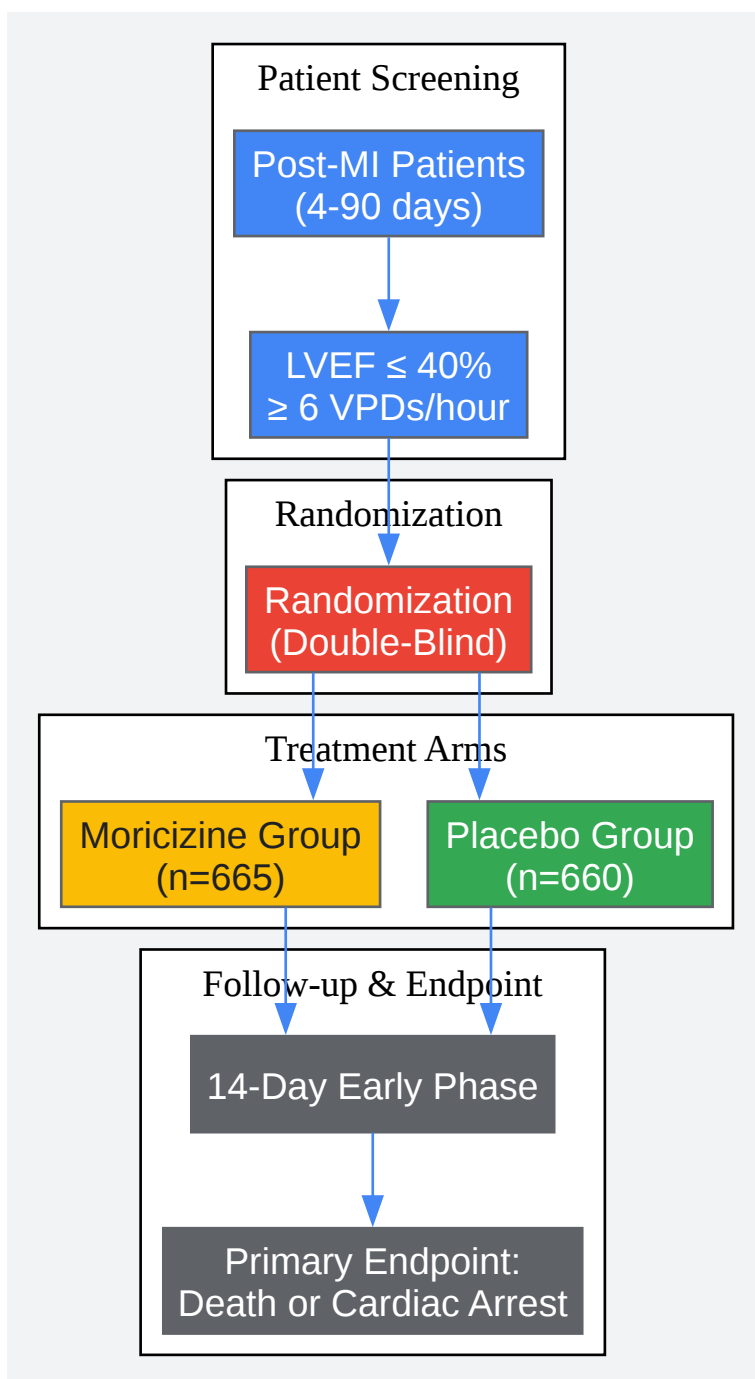 Patient Screening
Post-MI Patients
(4-90 days)
LVEF ≤ 40%
≥ 6 VPDs/hour
Randomization
Randomization
(Double-Blind)
Treatment Arms
Moricizine Group
(n=665)
Placebo Group
(n=660)
Follow-up & Endpoint
14-Day Early Phase
Primary Endpoint:
Death or Cardiac Arrest